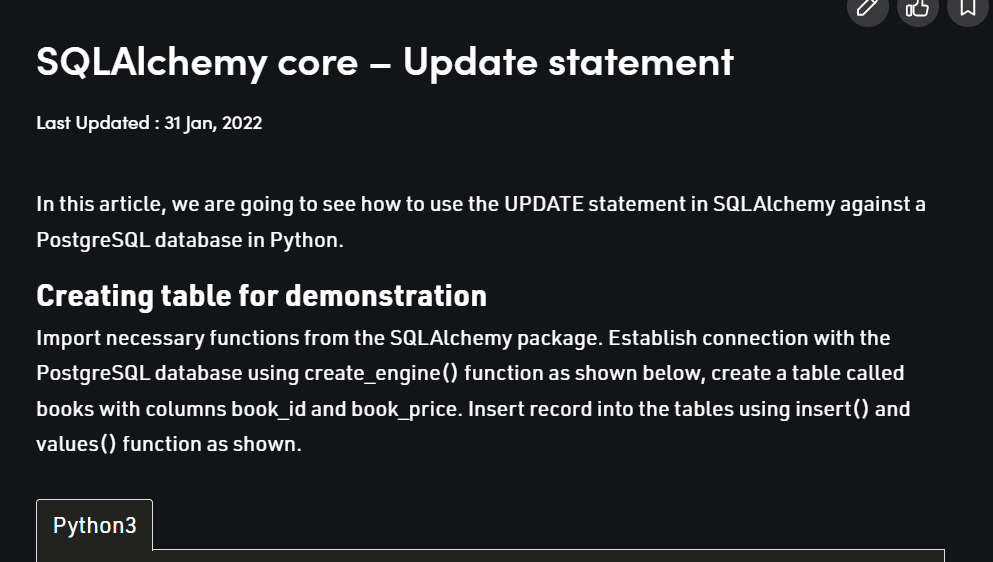 SQLAlchemy core – Update statement
Last Updated : 31 Jan, 2022
In this article, we are going to see how to use the UPDATE statement in SQLAlchemy against a
PostgreSQL database in Python.
Creating table for demonstration
Import necessary functions from the SQLAlchemy package. Establish connection with the
PostgreSQL database using create_engine() function as shown below, create a table called
books with columns book_id and book_price. Insert record into the tables using insert() and
values() function as shown.
Python3